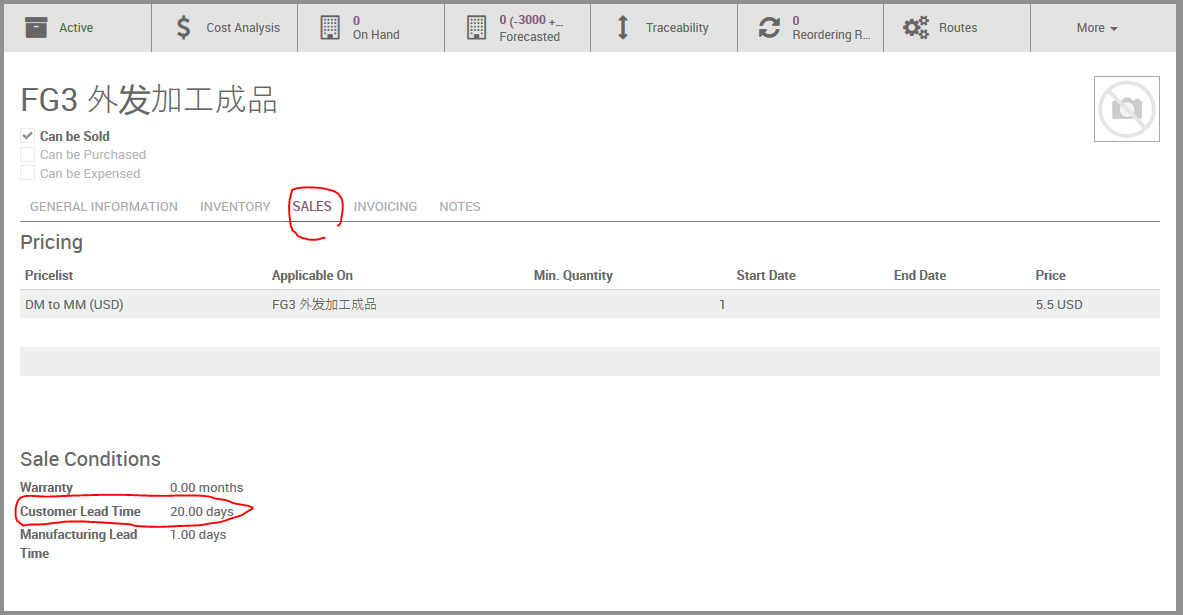 Active
Cost Analysis
0
On Hand
0 (-3000 +...
Forecasted
Traceability
0
Reordering R...
Routes
More
FG3 外发加工成品
Can be Sold
Can be Purchased
Can be Expensed
GENERAL INFORMATION INVENTORY SALES INVOICING NOTES
Pricing
Pricelist Applicable On Min. Quantity Start Date End Date Price
DM to MM (USD) FG3 外发加工成品 1 5.5 USD
Sale Conditions
Warranty 0.00 months
Customer Lead Time 20.00 days
Manufacturing Lead 1.00 days
Time